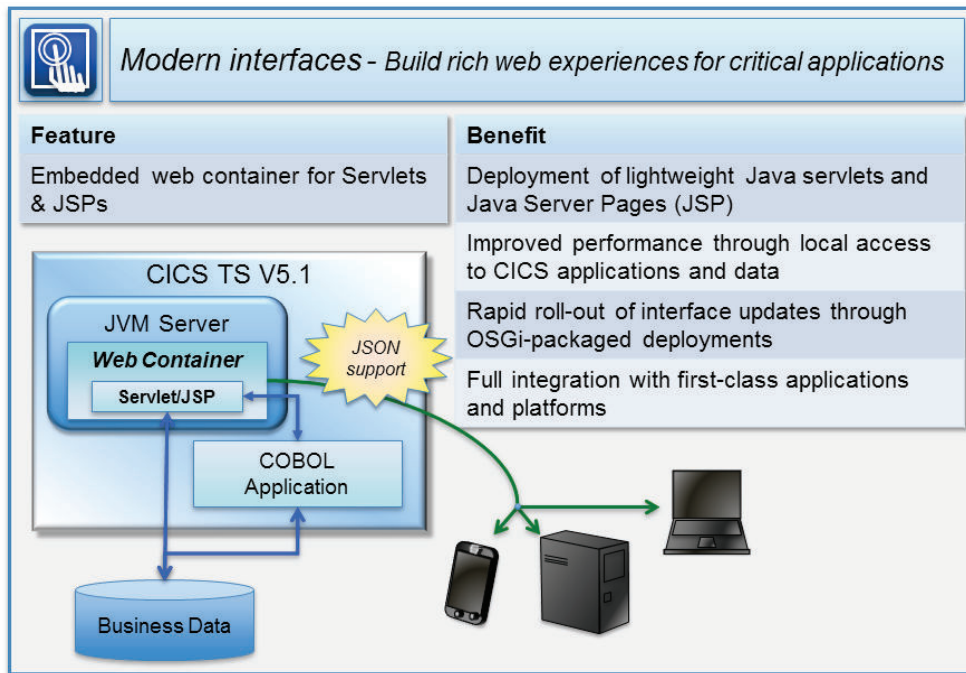 Modern interfaces - Build rich web experiences for critical applications
Feature
Embedded web container for Servlets
& JSPs
Benefit
Deployment of lightweight Java servlets and
Java Server Pages (JSP)
Improved performance through local access
to CICS applications and data
Rapid roll-out of interface updates through
OSGi-packaged deployments
Full integration with first-class applications
and platforms
CICS TS V5.1
JVM Server
Web Container
Servlet/JSP
JSON
support
COBOL
Application
Business Data